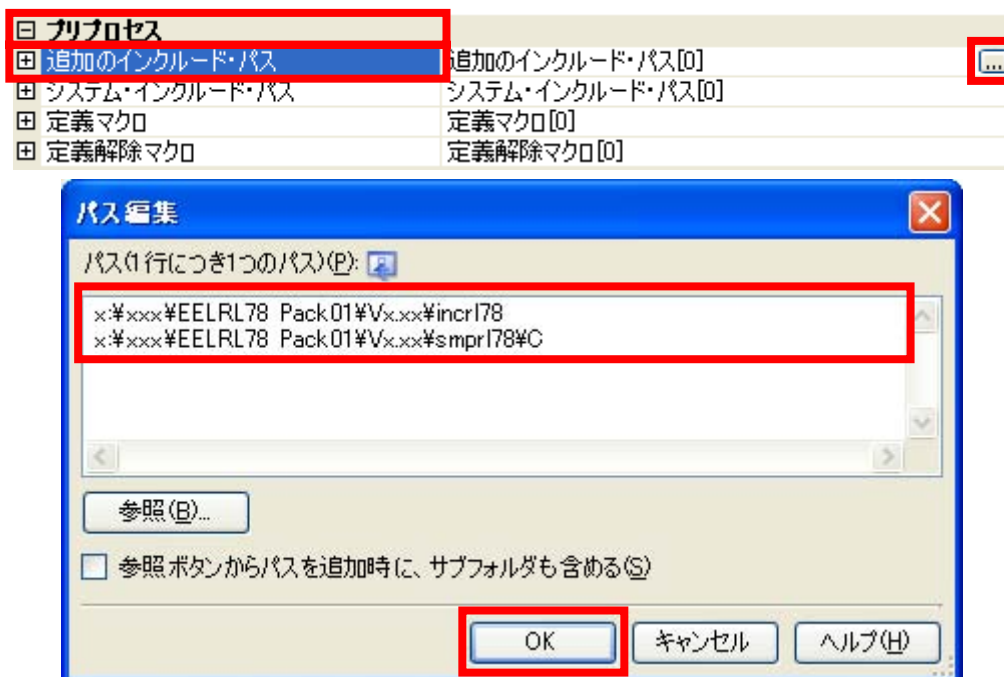 プリプロセス
追加のインクルード・パス 追加のインクルード・パス[0] ...
システム・インクルード・パス システム・インクルード・パス[0]
定義マクロ 定義マクロ[0]
定義解除マクロ 定義解除マクロ[0]
パス編集
パス(1行につき1つのパス)(P):
x:¥xxx¥EELRL78 Pack01¥Vx.xx¥incrl78
x:¥xxx¥EELRL78 Pack01¥Vx.xx¥smprl78¥C
参照(B)...
参照ボタンからパスを追加時に、サブフォルダも含める(S)
OK キャンセル ヘルプ(H)